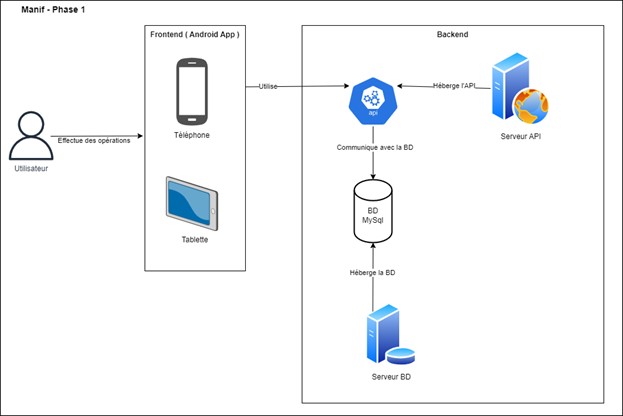 Manif - Phase 1
Frontend ( Android App )
Backend
Téléphone
Utilise
api
Héberge l'API
Serveur API
Effectue des opérations
Utilisateur
Communique avec la BD
BD
MySql
Tablette
Héberge la BD
Serveur BD